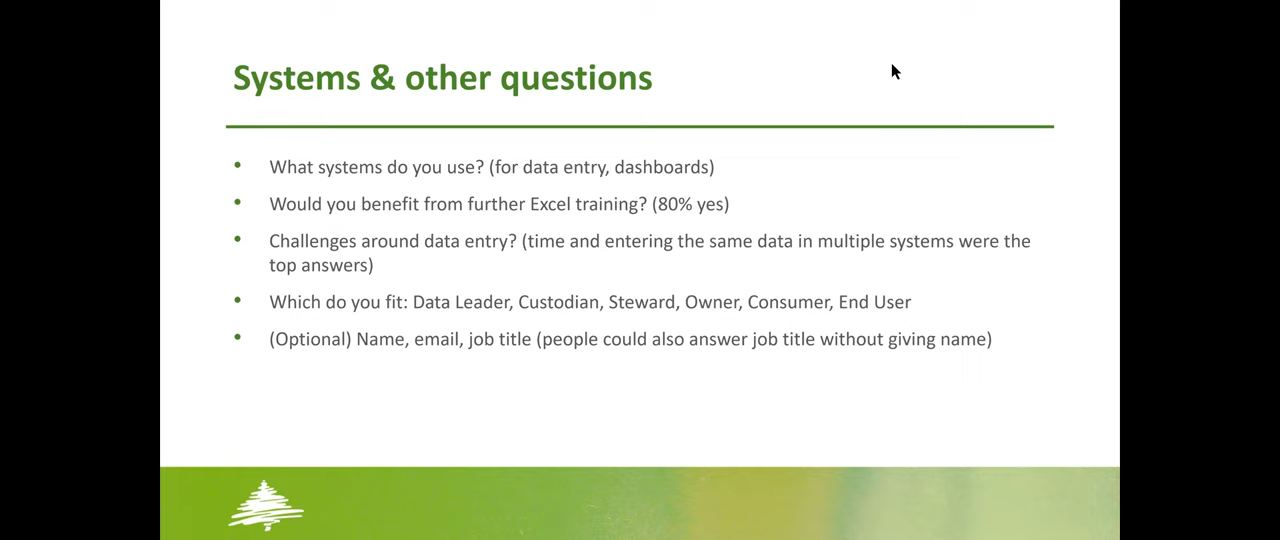 Systems & other questions
• What systems do you use? (for data entry, dashboards)
• Would you benefit from further Excel training? (80% yes)
• Challenges around data entry? (time and entering the same data in multiple systems were the
top answers)
• Which do you fit: Data Leader, Custodian, Steward, Owner, Consumer, End User
• (Optional) Name, email, job title (people could also answer job title without giving name)